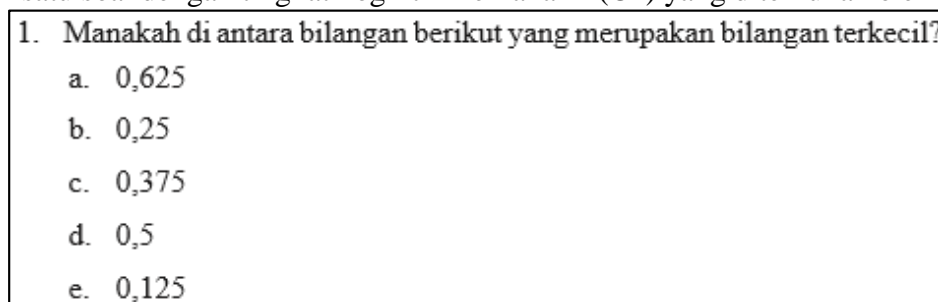 1. Manakah di antara bilangan berikut yang merupakan bilangan terkecil?
a. 0,625
b. 0,25
c. 0,375
d. 0,5
e. 0,125